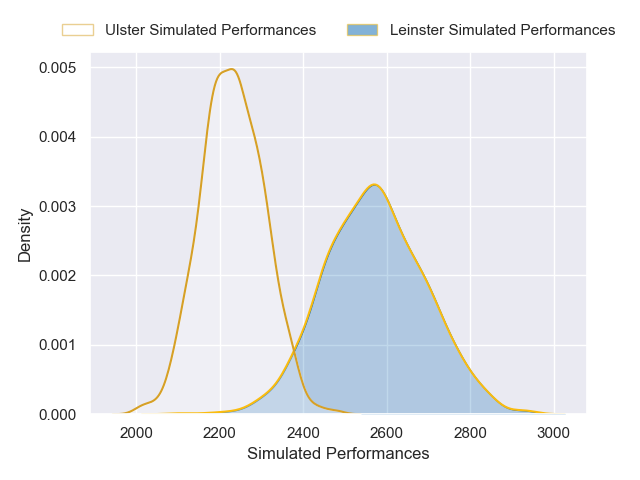 Ulster Simulated Performances Leinster Simulated Performances
0.005
0.004
0.003
0.002
0.001
0.000
Density
2000 2200 2400 2600 2800 3000
Simulated Performances